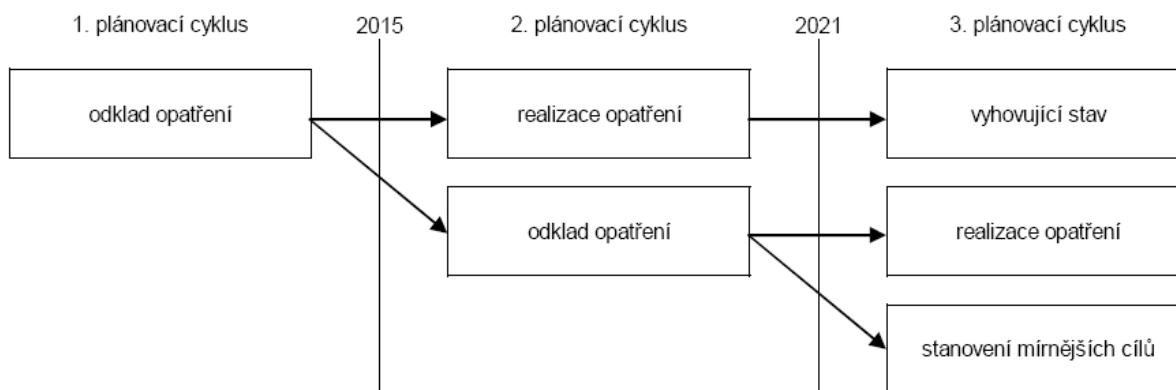 1. plánovací cyklus 2015 2. plánovací cyklus 2021 3. plánovací cyklus
odklad opatření realizace opatření vyhovující stav
odklad opatření realizace opatření
stanovení mírnějších cílů